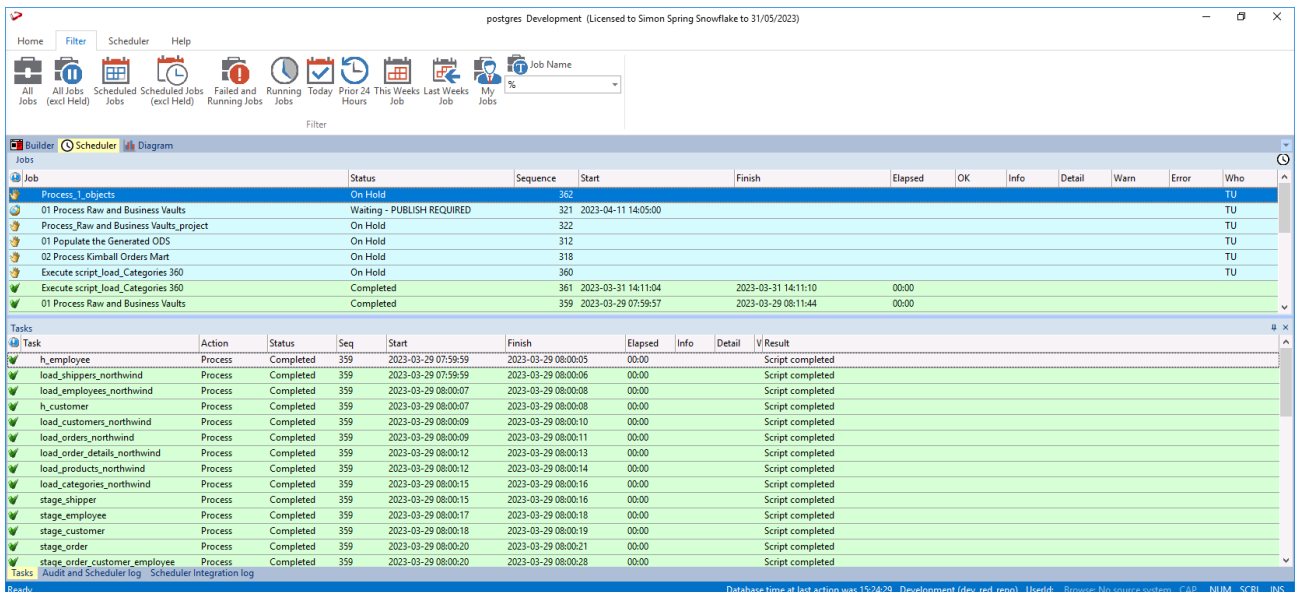 postgres Development (Licensed to Simon Spring Snowflake to 31/05/2023)
Home Filter Scheduler Help
All Jobs
All Jobs (excl Held)
Scheduled Jobs
Scheduled Jobs (excl Held)
Failed and Running Jobs
Running Jobs
Today
Prior 24 Hours
This Weeks Job
Last Weeks Job
My Jobs
Job Name
%
Filter
Builder Scheduler Diagram
Jobs
Job Status Sequence Start Finish Elapsed OK Info Detail Warn Error Who
Process_1_objects On Hold 362 TU
01 Process Raw and Business Vaults Waiting - PUBLISH REQUIRED 321 2023-04-11 14:05:00 TU
Process_Raw and Business Vaults_project On Hold 322 TU
01 Populate the Generated ODS On Hold 312 TU
02 Process Kimball Orders Mart On Hold 318 TU
Execute script_load_Categories 360 On Hold 360 TU
Execute script_load_Categories 360 Completed 361 2023-03-31 14:11:04 2023-03-31 14:11:10 00:00
01 Process Raw and Business Vaults Completed 359 2023-03-29 07:59:57 2023-03-29 08:11:44 00:00
Tasks
Task Action Status Seq Start Finish Elapsed Info Detail V Result
h_employee Process Completed 359 2023-03-29 07:59:59 2023-03-29 08:00:05 00:00 Script completed
load_shippers_northwind Process Completed 359 2023-03-29 07:59:59 2023-03-29 08:00:06 00:00 Script completed
load_employees_northwind Process Completed 359 2023-03-29 08:00:07 2023-03-29 08:00:08 00:00 Script completed
h_customer Process Completed 359 2023-03-29 08:00:07 2023-03-29 08:00:08 00:00 Script completed
load_customers_northwind Process Completed 359 2023-03-29 08:00:09 2023-03-29 08:00:10 00:00 Script completed
load_orders_northwind Process Completed 359 2023-03-29 08:00:09 2023-03-29 08:00:11 00:00 Script completed
load_order_details_northwind Process Completed 359 2023-03-29 08:00:12 2023-03-29 08:00:13 00:00 Script completed
load_products_northwind Process Completed 359 2023-03-29 08:00:12 2023-03-29 08:00:14 00:00 Script completed
load_categories_northwind Process Completed 359 2023-03-29 08:00:15 2023-03-29 08:00:16 00:00 Script completed
stage_shipper Process Completed 359 2023-03-29 08:00:15 2023-03-29 08:00:16 00:00 Script completed
stage_employee Process Completed 359 2023-03-29 08:00:17 2023-03-29 08:00:18 00:00 Script completed
stage_customer Process Completed 359 2023-03-29 08:00:18 2023-03-29 08:00:19 00:00 Script completed
stage_order Process Completed 359 2023-03-29 08:00:20 2023-03-29 08:00:21 00:00 Script completed
stage_order_customer_employee Process Completed 359 2023-03-29 08:00:20 2023-03-29 08:00:28 00:00 Script completed
Tasks Audit and Scheduler log Scheduler Integration log
Ready Database time at last action was 15:24:29 Development (dev_red_repo) UserId: Browse: No source system CAP NUM SCRL INS